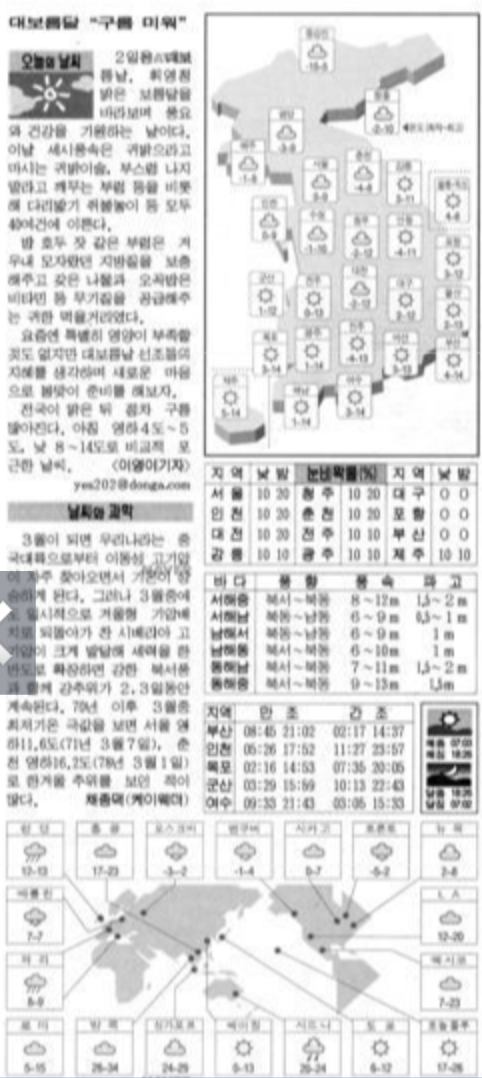 대보름달 “구름 미워”
오늘의 날씨
2일은 대보
름날. 휘영청
밝은 보름달을
바라보며 풍요
와 건강을 기원하는 날이다.
이날 세시풍속은 귀밝으라고
마시는 귀밝이술, 부스럼 나지
말라고 깨무는 부럼 등을 비롯
해 다리밟기 쥐불놀이 등 모두
40여건에 이른다.
밤 호두 잣 같은 부럼은 겨
우내 모자랐던 지방질을 보충
해주고 갖은 나물과 오곡밥은
비타민 등 무기질을 공급해주
는 귀한 먹을거리였다.
요즘엔 특별히 영양이 부족할
것도 없지만 대보름날 선조들의
지혜를 생각하며 새로운 마음
으로 봄맞이 준비를 해보자.
전국이 맑은 뒤 점차 구름
많아진다. 아침 영하4도~5
도, 낮 8~14도로 비교적 포
근한 날씨. <이영이기자>
yes202@donga.com
날씨와 과학
3월이 되면 우리나라는 중
국대륙으로부터 이동성 고기압
이 자주 찾아오면서 기온이 상
승하게 된다. 그러나 3월중에
도 일시적으로 겨울형 기압배
치로 되돌아가 찬 시베리아 고
기압이 크게 발달해 세력을 한
반도로 확장하면 강한 북서풍
과 함께 강추위가 2, 3일동안
계속된다. 70년 이후 3월중
최저기온 극값을 보면 서울 영
하11.6도(71년 3월7일), 춘
천 영하16.2도(78년 3월1일)
로 한겨울 추위를 보인 적이
많다. (케이웨더)
중강진
평양
-3-9
서울
0-9
춘천
-4-8
강릉
5-11
울릉·독도
4-8
인천
0-9
수원
-1-10
청주
-2-12
안동
-4-11
포항
3-12
군산
1-12
전주
0-13
대전
-2-12
대구
2-12
울산
2-13
목포
3-14
광주
1-14
진주
-4-13
마산
3-13
부산
4-14
제주
5-14
해남
1-14
여수
3-14
지역 낮 밤 눈비확률(%) 지역 낮 밤
서울 10 20 청주 10 20 대구 0 0
인천 10 20 춘천 10 20 포항 0 0
대전 10 20 전주 10 10 부산 0 0
강릉 10 10 광주 10 10 제주 10 10
바다 풍향 풍속 파고
서해중 북서~북동 8~12m 1.5~2m
서해남 북서~북동 6~9m 0.5~1m
남해서 북동~남동 6~9m 1m
남해동 북서~북동 6~10m 1m
동해남 북서~북동 7~11m 1.5~2m
동해중 북서~북동 9~13m 1.5m
지역 만조 간조
부산 08:45 21:02 02:17 14:37
인천 05:26 17:52 11:27 23:57
목포 02:16 14:53 07:35 20:05
군산 03:29 15:59 10:13 22:43
여수 09:33 21:43 03:05 15:33
해뜸 07:03
해짐 18:26
달뜸 18:26
달짐 07:02
런던 홍콩 모스크바 밴쿠버 시카고 토론토 뉴욕
12-13 17-23 -3-2 -1-4 0-7 -5-2 2-8
베를린
7-7
L A
12-20
파리
8-9
멕시코
7-23
로마 방콕 싱가포르 베이징 시드니 도쿄 호놀룰루
5-15 26-34 24-29 0-13 20-24 6-12 17-26